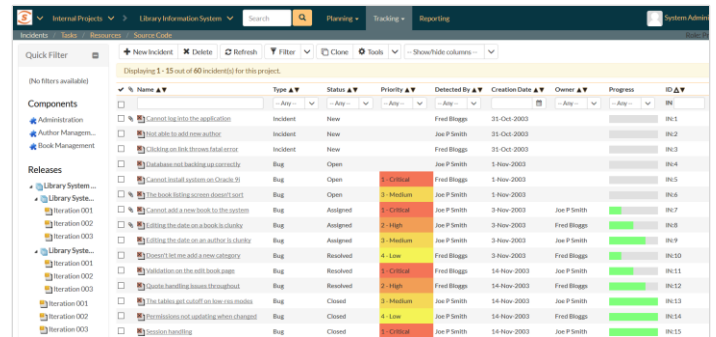 S Internal Projects > Library Information System Search Planning Tracking Reporting System Admini
Incidents / Tasks / Resources / Source Code Role: Pr
Quick Filter
(No filters available)
Components
Administration
Author Managem...
Book Management
Releases
Library System ...
Library Syste...
Iteration 001
Iteration 002
Iteration 003
Library Syste...
Iteration 001
Iteration 002
Iteration 003
Iteration 001
Iteration 002
Iteration 003
New Incident Delete Refresh Filter Clone Tools -- Show/hide columns --
Displaying 1 - 15 out of 60 incident(s) for this project.
Name Type Status Priority Detected By Creation Date Owner Progress ID
-- Any -- -- Any -- -- Any -- -- Any -- -- Any -- -- Any -- IN
Cannot log into the application Incident New Fred Bloggs 31-Oct-2003 IN:1
Not able to add new author Incident New Joe P Smith 31-Oct-2003 IN:2
Clicking on link throws fatal error Incident New Fred Bloggs 31-Oct-2003 IN:3
Database not backing up correctly Bug Open Joe P Smith 1-Nov-2003 IN:4
Cannot install system on Oracle 9i Bug Open 1 - Critical Fred Bloggs 1-Nov-2003 IN:5
The book listing screen doesn't sort Bug Open 3 - Medium Joe P Smith 1-Nov-2003 IN:6
Cannot add a new book to the system Bug Assigned 1 - Critical Joe P Smith 3-Nov-2003 Joe P Smith IN:7
Editing the date on a book is clunky Bug Assigned 2 - High Joe P Smith 3-Nov-2003 Fred Bloggs IN:8
Editing the date on an author is clunky Bug Assigned 3 - Medium Joe P Smith 3-Nov-2003 Joe P Smith IN:9
Doesn't let me add a new category Bug Resolved 4 - Low Fred Bloggs 3-Nov-2003 Fred Bloggs IN:10
Validation on the edit book page Bug Resolved 1 - Critical Fred Bloggs 14-Nov-2003 Joe P Smith IN:11
Quote handling issues throughout Bug Resolved 2 - High Fred Bloggs 14-Nov-2003 Fred Bloggs IN:12
The tables get cutoff on low res modes Bug Closed 3 - Medium Joe P Smith 14-Nov-2003 Joe P Smith IN:13
Permissions not updating when changed Bug Closed 4 - Low Joe P Smith 14-Nov-2003 Fred Bloggs IN:14
Session handling Bug Closed 1 - Critical Joe P Smith 14-Nov-2003 Joe P Smith IN:15